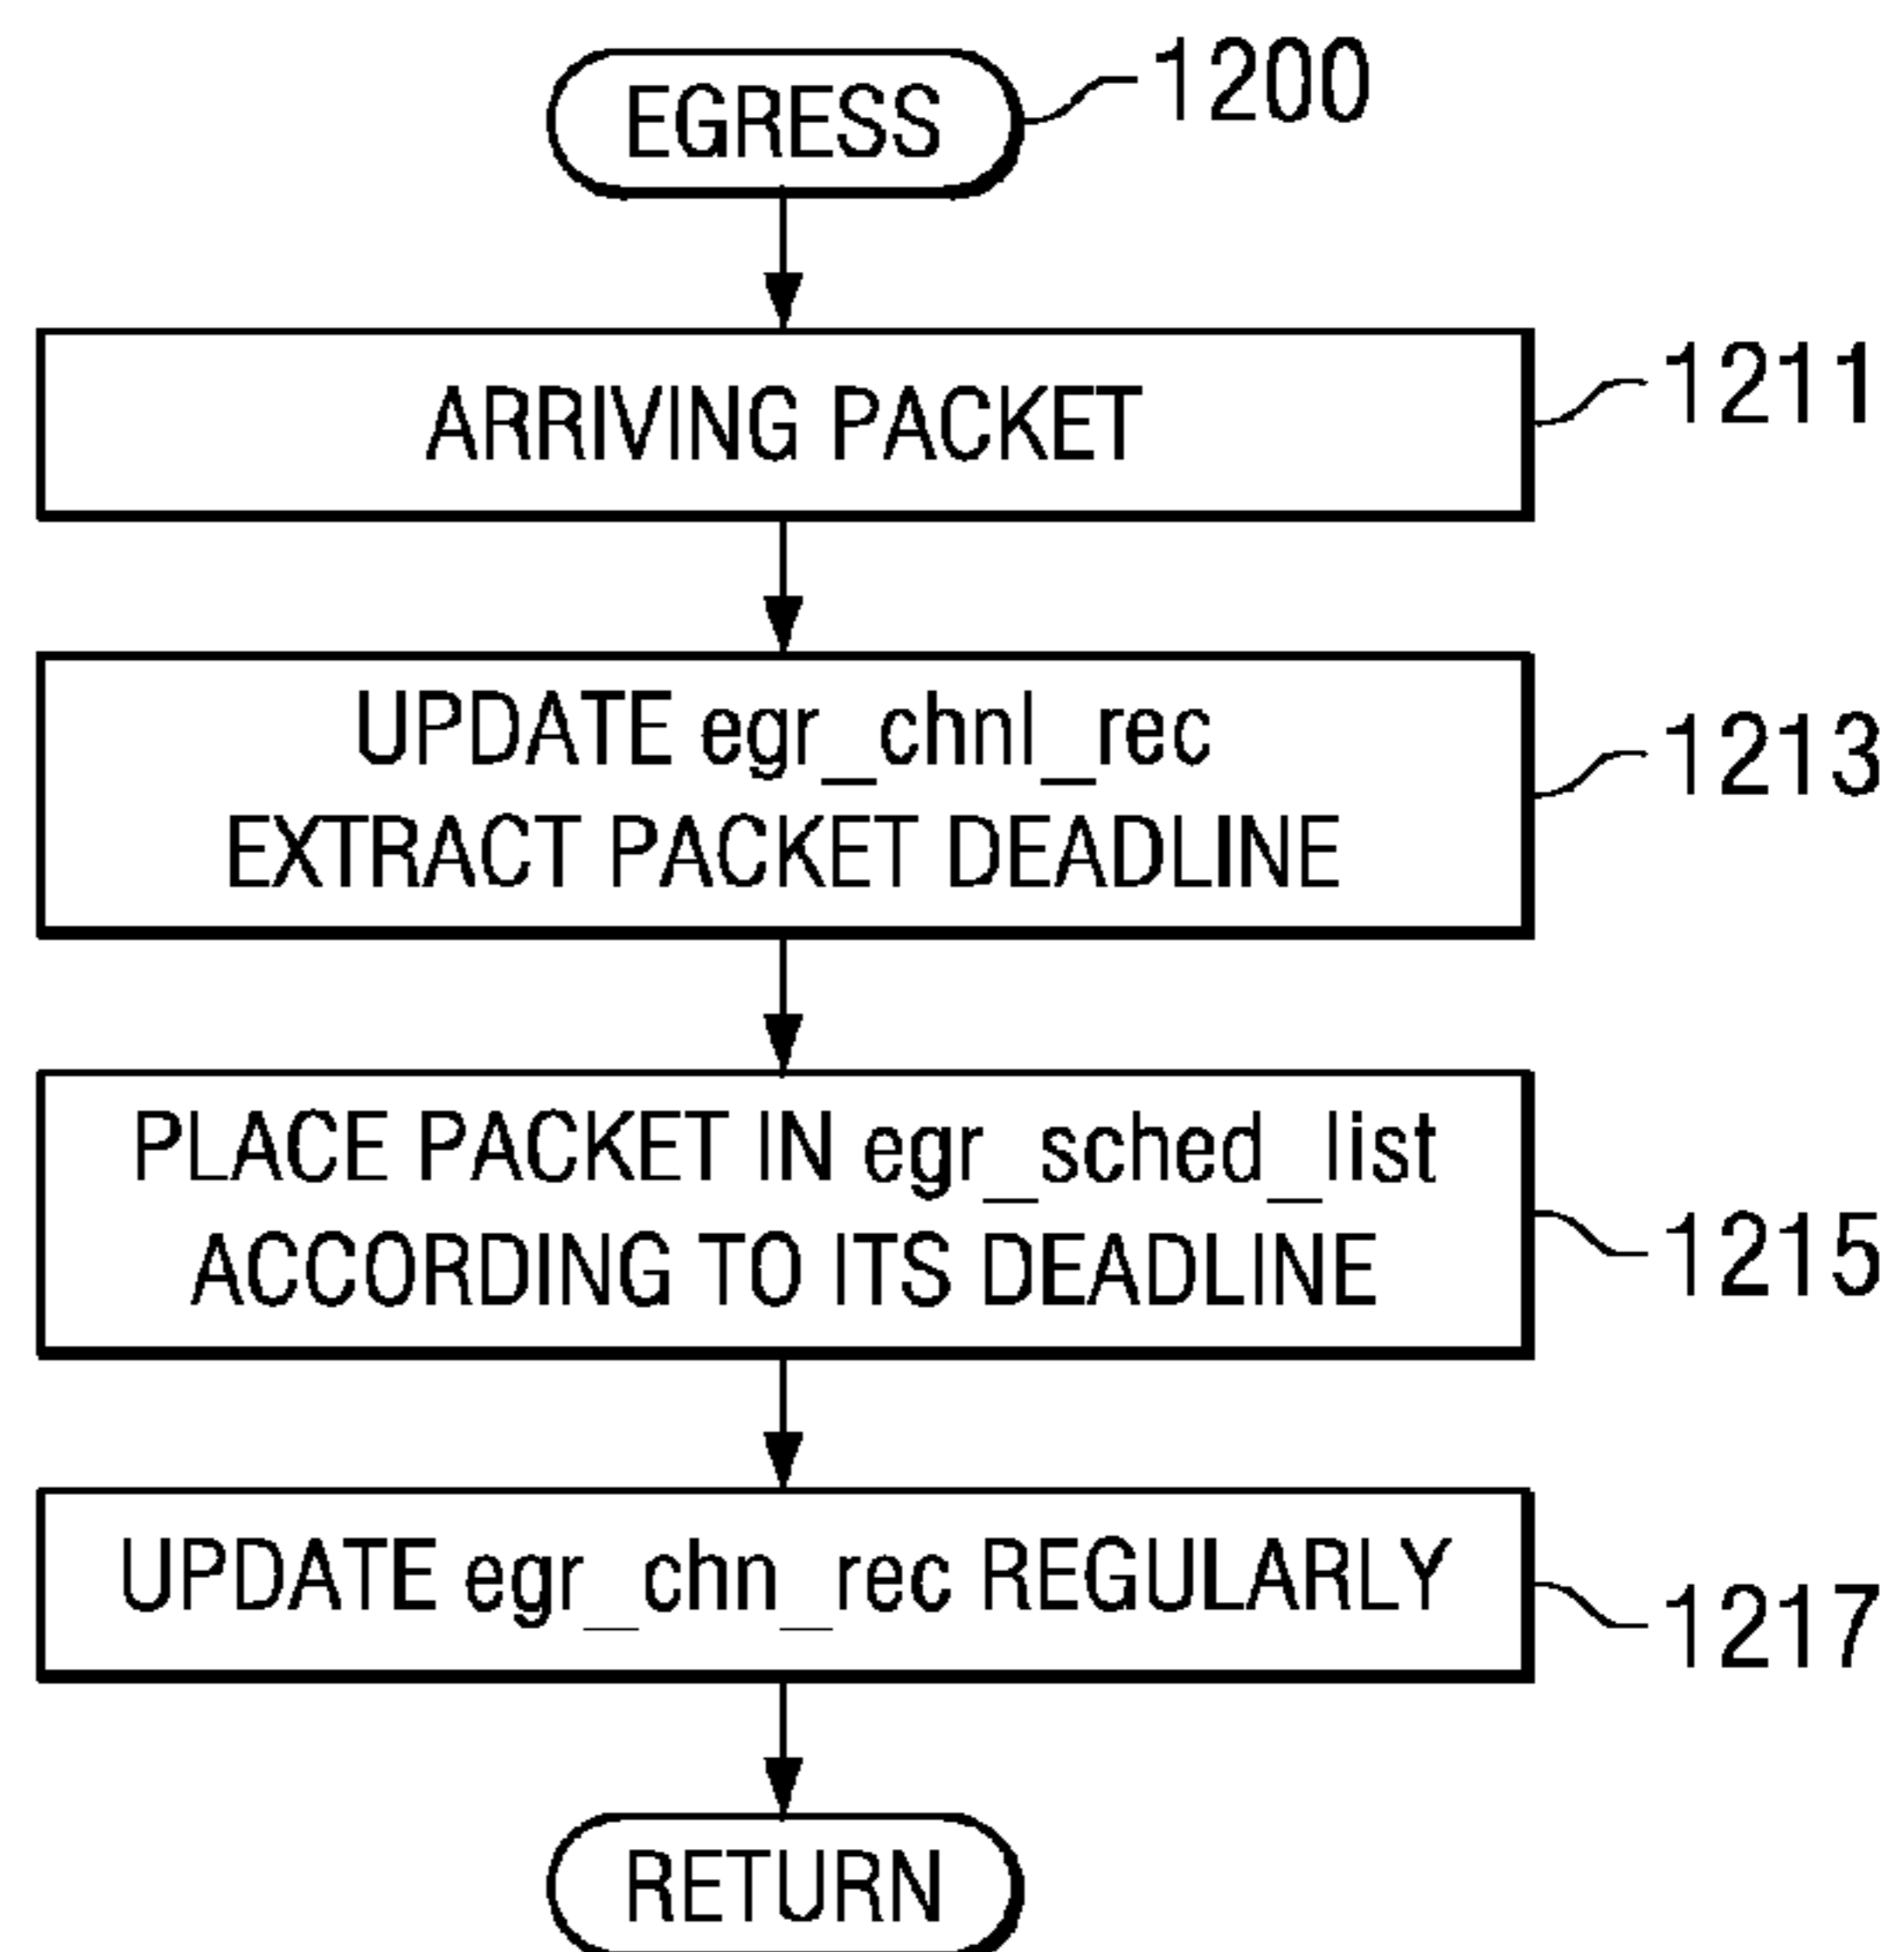 EGRESS
1200
ARRIVING PACKET
1211
UPDATE egr_chnl_rec
EXTRACT PACKET DEADLINE
1213
PLACE PACKET IN egr_sched_list
ACCORDING TO ITS DEADLINE
1215
UPDATE egr_chn_rec REGULARLY
1217
RETURN